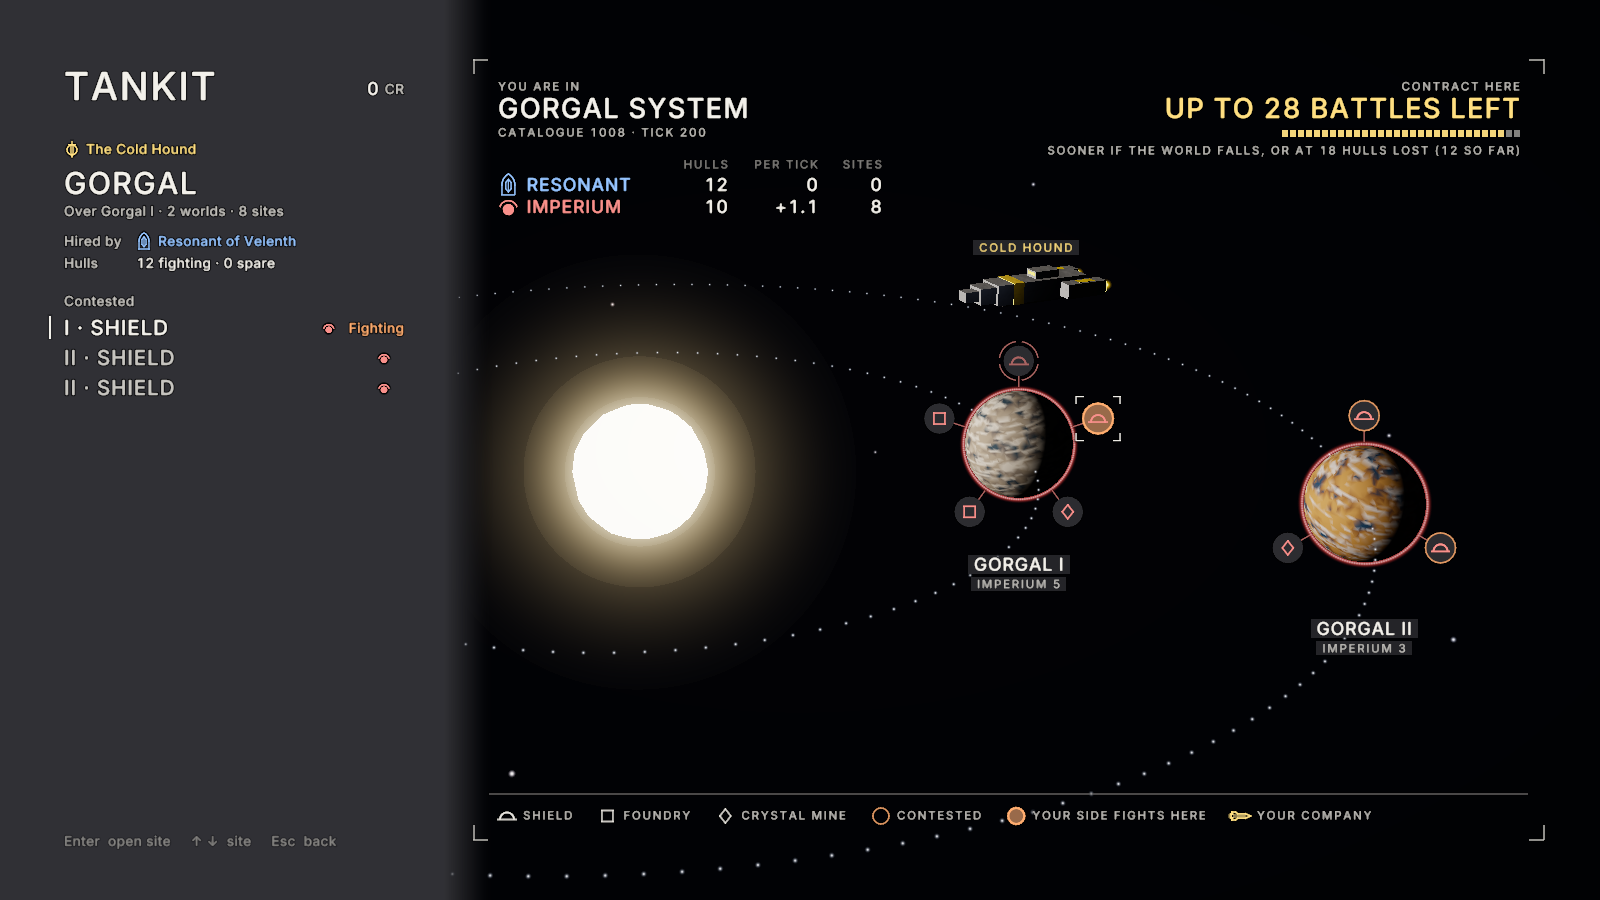 TANKIT
0 CR
The Cold Hound
GORGAL
Over Gorgal I · 2 worlds · 8 sites
Hired by Resonant of Velenth
Hulls 12 fighting · 0 spare
Contested
I · SHIELD Fighting
II · SHIELD
II · SHIELD
Enter open site ↑ ↓ site Esc back
YOU ARE IN
GORGAL SYSTEM
CATALOGUE 1008 · TICK 200
HULLS PER TICK SITES
RESONANT 12 0 0
IMPERIUM 10 +1.1 8
CONTRACT HERE
UP TO 28 BATTLES LEFT
SOONER IF THE WORLD FALLS, OR AT 18 HULLS LOST (12 SO FAR)
COLD HOUND
GORGAL I
IMPERIUM 5
GORGAL II
IMPERIUM 3
SHIELD FOUNDRY CRYSTAL MINE CONTESTED YOUR SIDE FIGHTS HERE YOUR COMPANY